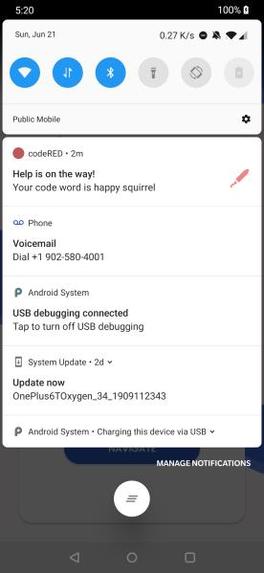 5:20 100%
Sun, Jun 21 0.27 K/s
Public Mobile
codeRED • 2m
Help is on the way!
Your code word is happy squirrel
Phone
Voicemail
Dial +1 902-580-4001
Android System
USB debugging connected
Tap to turn off USB debugging
System Update • 2d
Update now
OnePlus6TOxygen_34_1909112343
Android System • Charging this device via USB
NAVIGATE
MANAGE NOTIFICATIONS